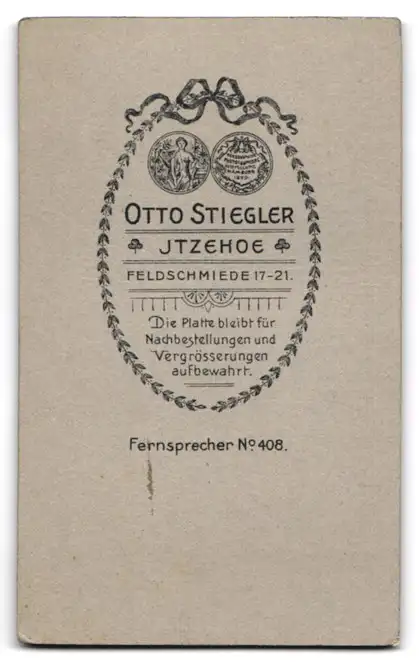 OTTO STIEGLER
JTZEHOE
FELDSCHMIEDE 17-21.
Die Platte bleibt für
Nachbestellungen und
Vergrösserungen
aufbewahrt.
Fernsprecher No 408.